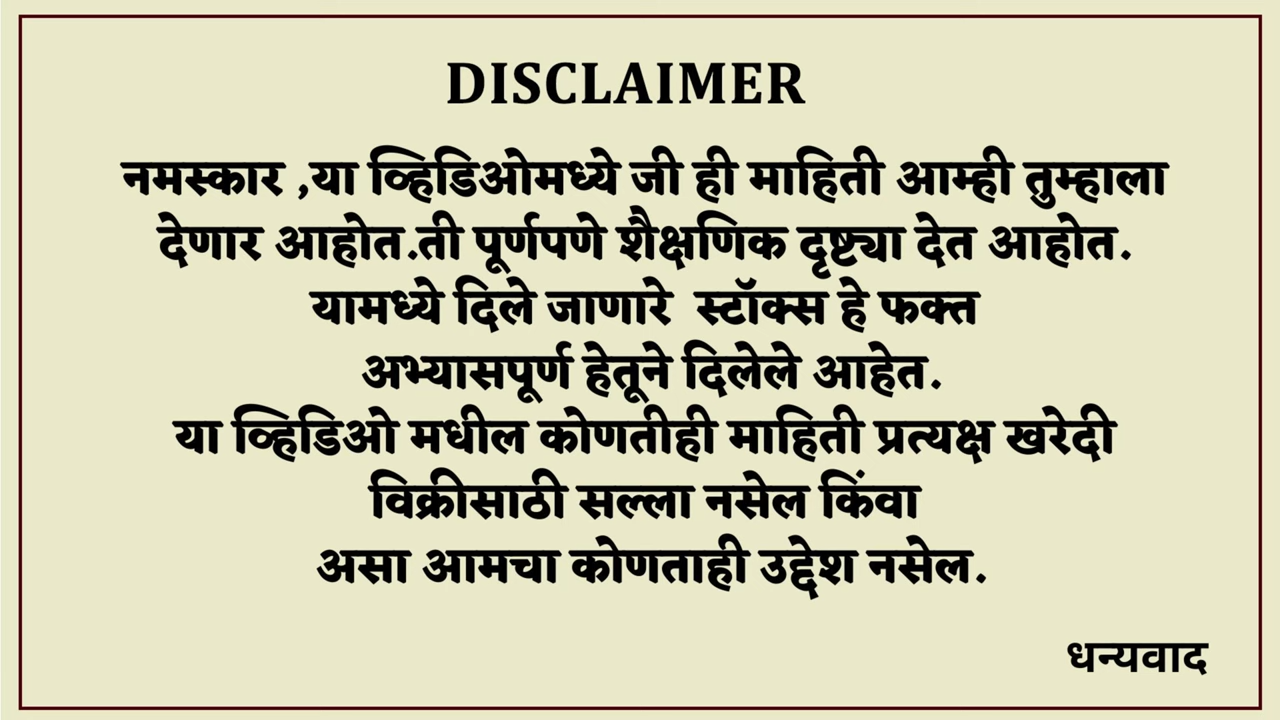 DISCLAIMER
नमस्कार ,या व्हिडिओमध्ये जी ही माहिती आम्ही तुम्हाला
देणार आहोत.ती पूर्णपणे शैक्षणिक दृष्ट्या देत आहोत.
यामध्ये दिले जाणारे स्टॉक्स हे फक्त
अभ्यासपूर्ण हेतूने दिलेले आहेत.
या व्हिडिओ मधील कोणतीही माहिती प्रत्यक्ष खरेदी
विक्रीसाठी सल्ला नसेल किंवा
असा आमचा कोणताही उद्देश नसेल.
धन्यवाद